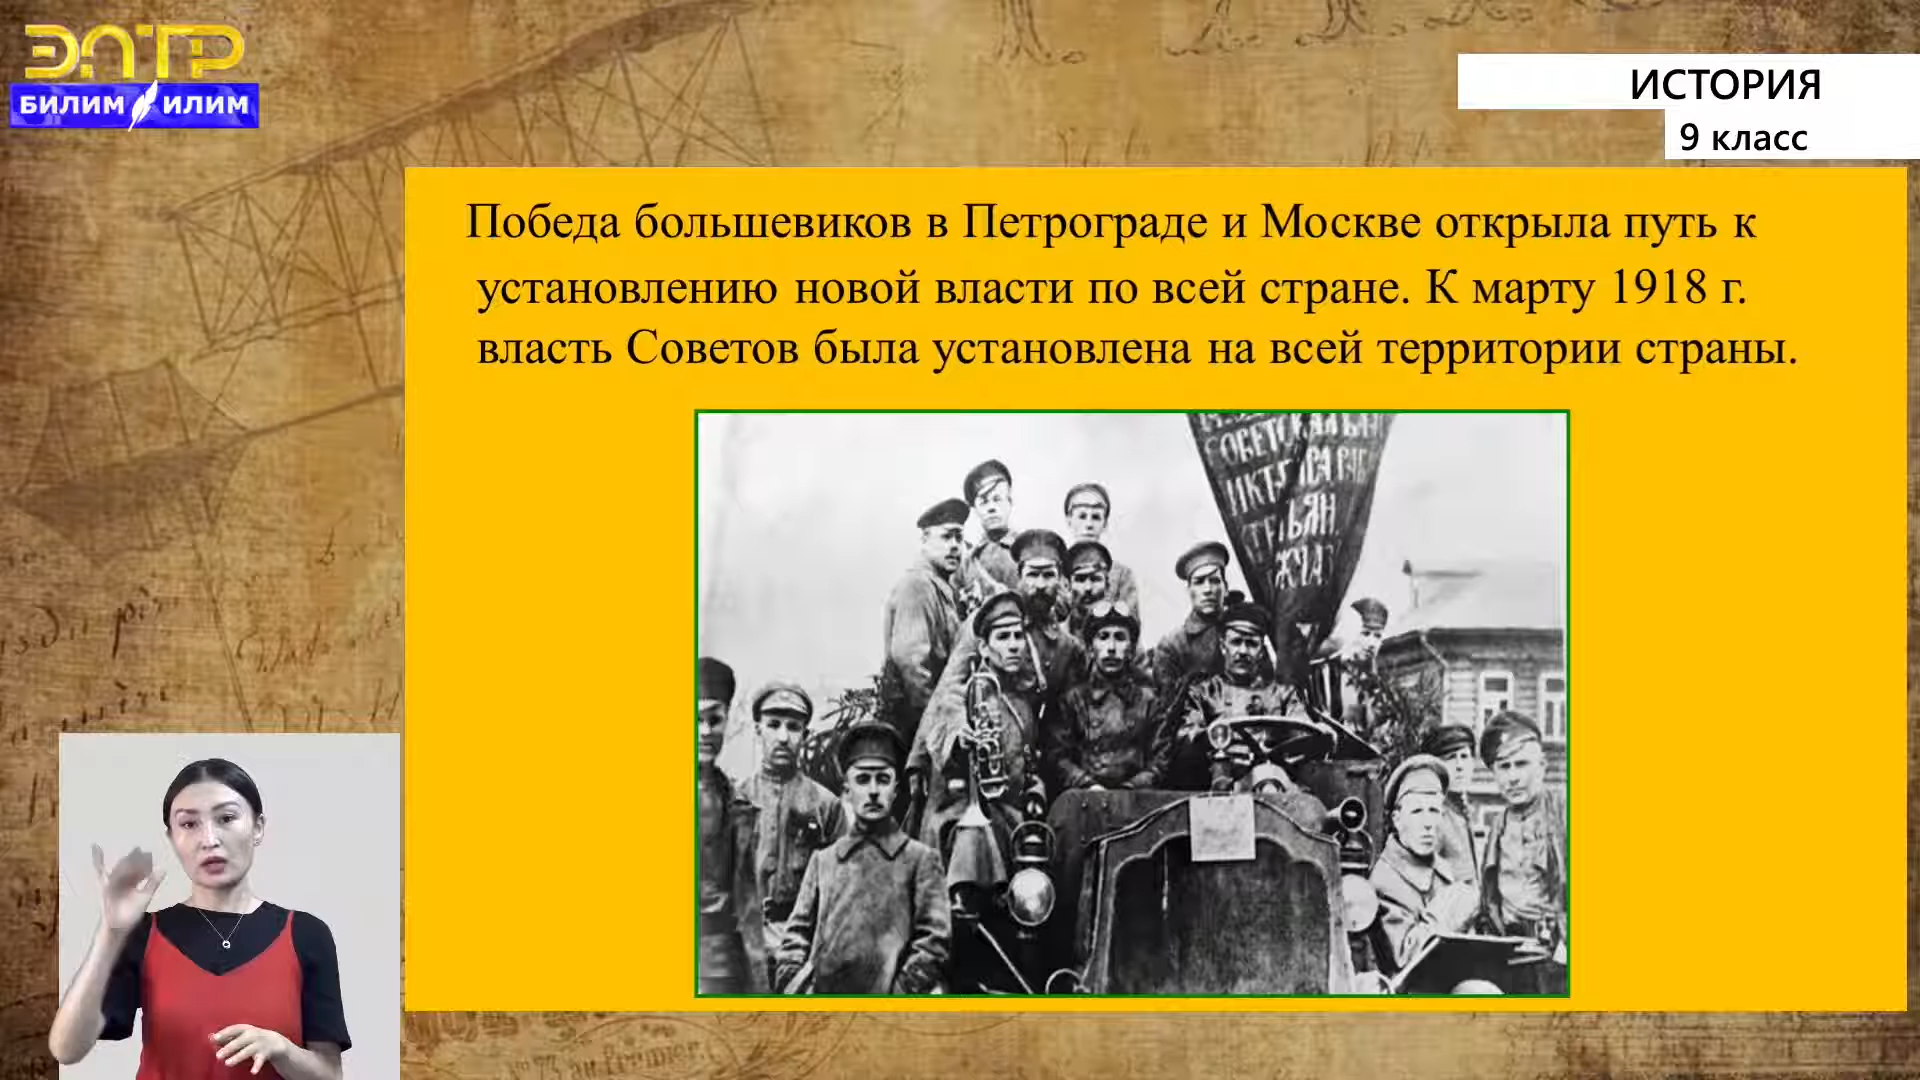 ЭЛТР
БИЛИМ ИЛИМ
ИСТОРИЯ
9 класс
Победа большевиков в Петрограде и Москве открыла путь к
установлению новой власти по всей стране. К марту 1918 г.
власть Советов была установлена на всей территории страны.